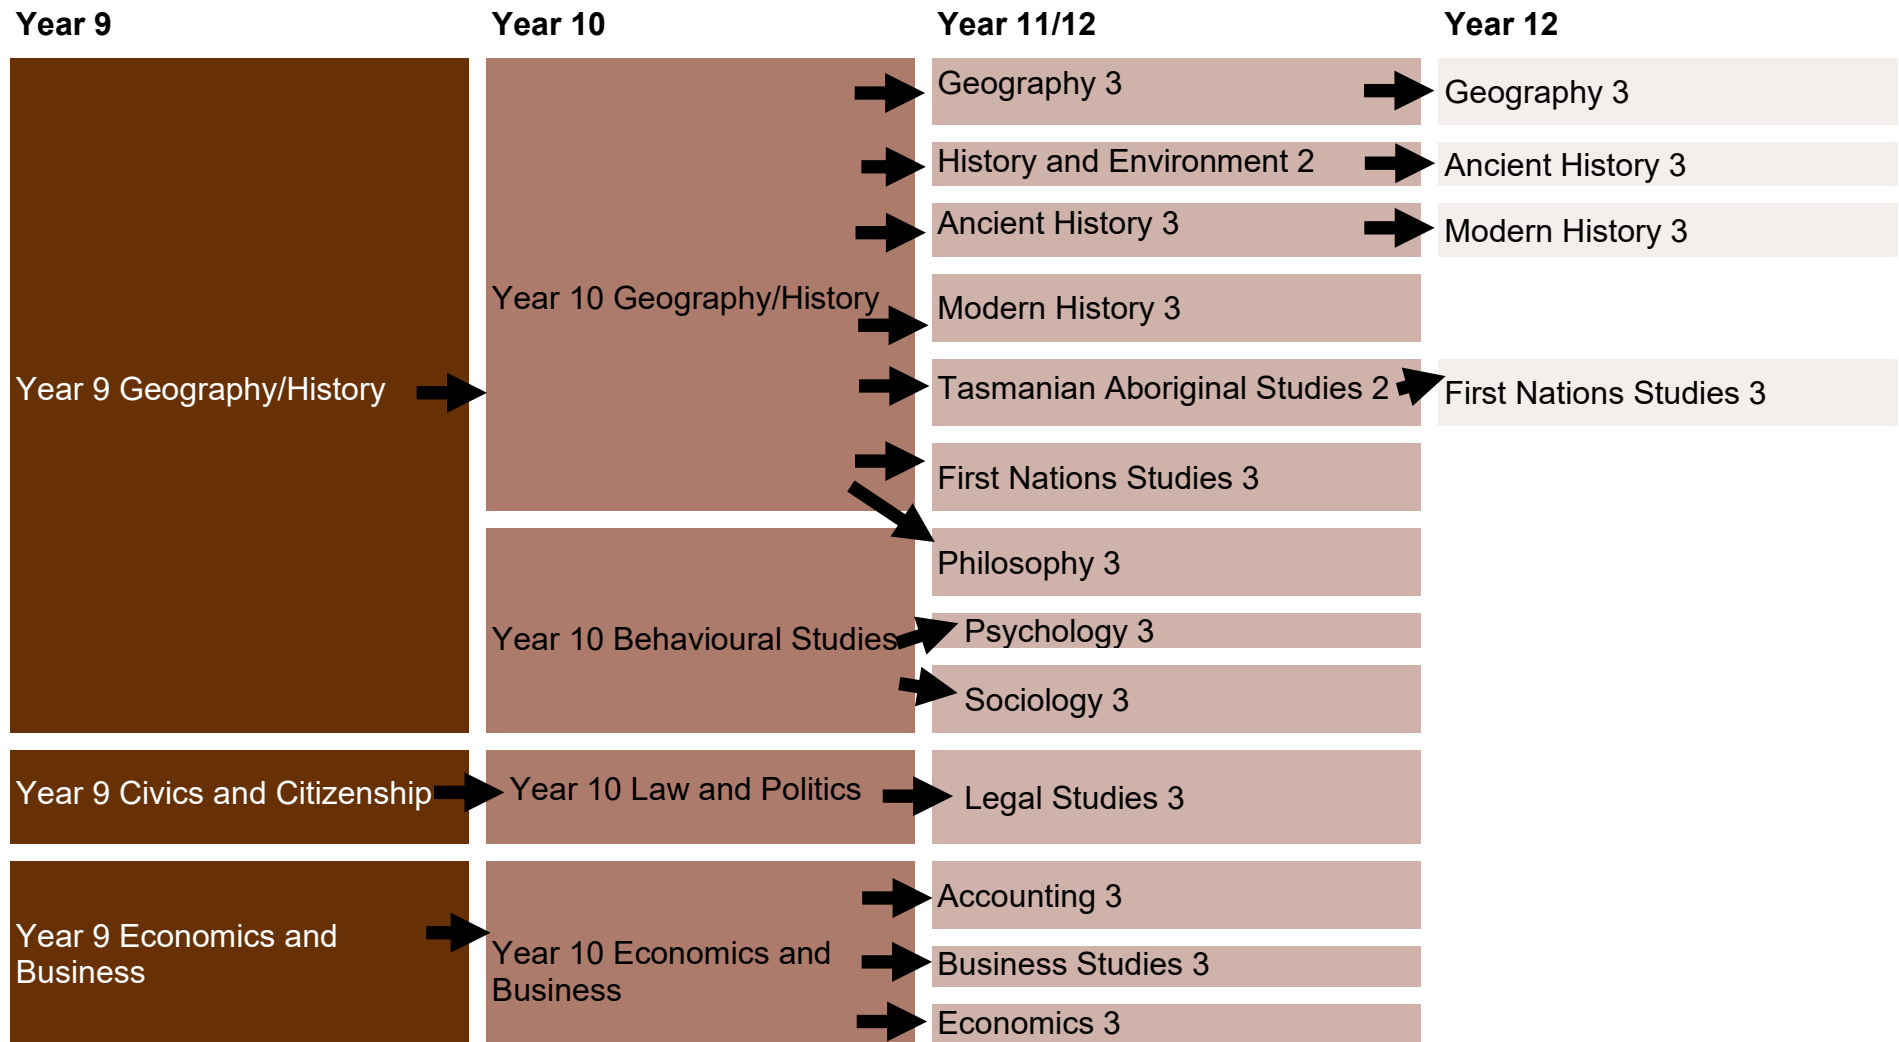 Year 9
Year 10
Year 11/12
Year 12
Year 9 Geography/History
Year 10 Geography/History
Geography 3
Geography 3
History and Environment 2
Ancient History 3
Ancient History 3
Modern History 3
Modern History 3
Tasmanian Aboriginal Studies 2
First Nations Studies 3
First Nations Studies 3
Philosophy 3
Year 10 Behavioural Studies
Psychology 3
Sociology 3
Year 9 Civics and Citizenship
Year 10 Law and Politics
Legal Studies 3
Year 9 Economics and
Business
Year 10 Economics and
Business
Accounting 3
Business Studies 3
Economics 3